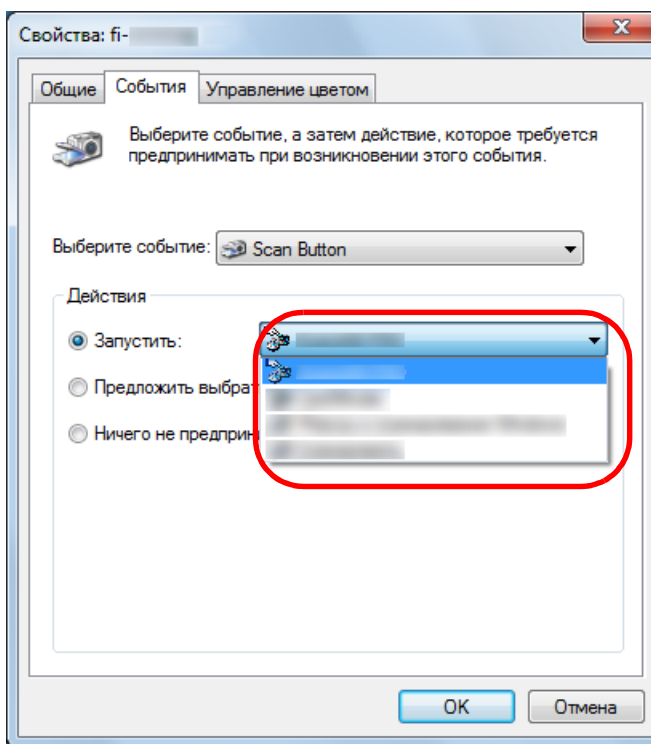 Свойства: fi-
Общие
События
Управление цветом
Выберите событие, а затем действие, которое требуется
предпринимать при возникновении этого события.
Выберите событие:
Scan Button
Действия
Запустить:
Предложить выбрат
Ничего не предприн
OK
Отмена